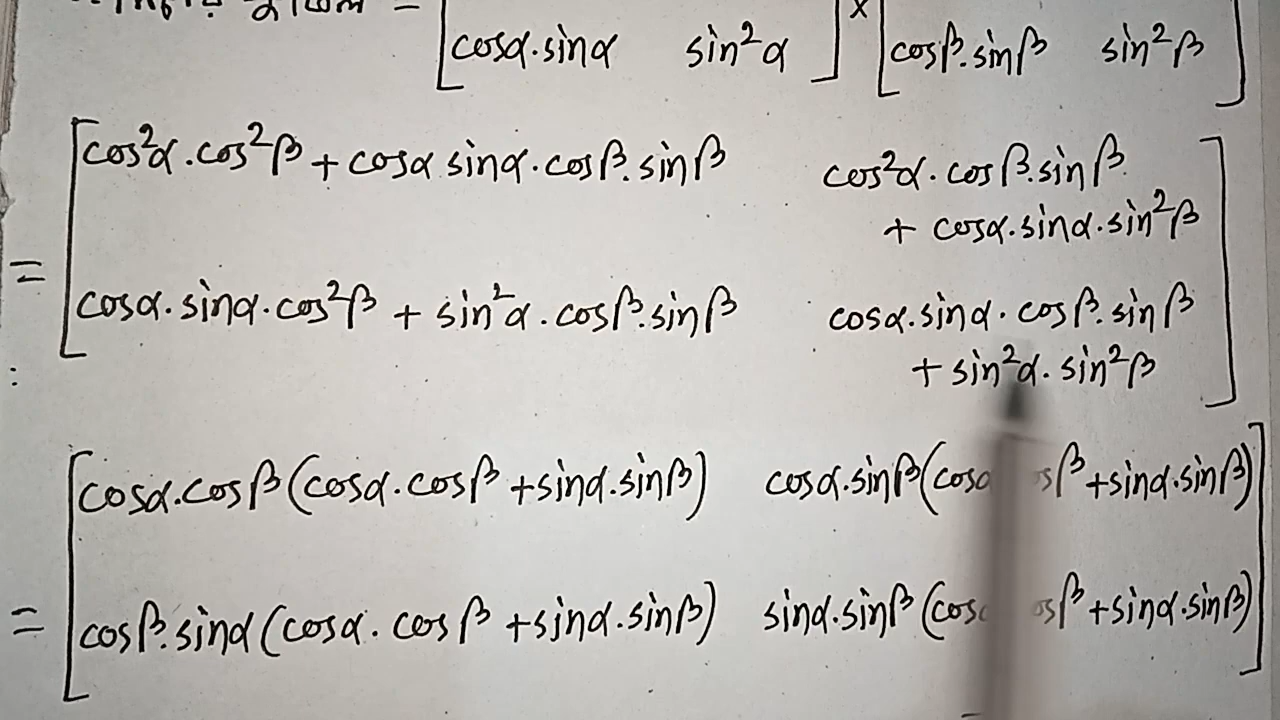 = [cosα.sinα sin²α] × [cosβ.sinβ sin²β]
[cos²α.cos²β + cosα sinα.cosβ.sinβ cos²α.cosβ.sinβ
+ cosα.sinα.sin²β
=
cosα.sinα.cos²β + sin²α.cosβ.sinβ cosα.sinα.cosβ.sinβ
+ sin²α.sin²β]
:
[cosα.cosβ(cosα.cosβ+sinα.sinβ) cosα.sinβ(cosα osβ+sinα.sinβ)
=
cosβ.sinα(cosα.cosβ+sinα.sinβ) sinα.sinβ(cos osβ+sinα.sinβ)]